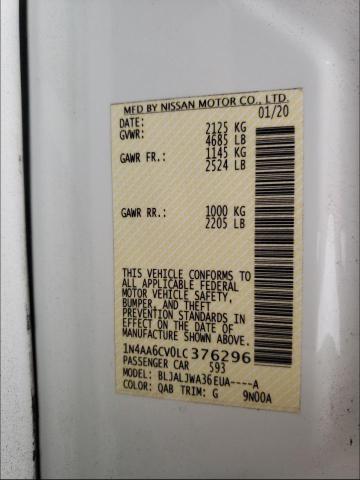 MFD BY NISSAN MOTOR CO., LTD.
DATE: 01/20
GVWR: 2125 KG
4685 LB
GAWR FR.: 1145 KG
2524 LB
GAWR RR.: 1000 KG
2205 LB
THIS VEHICLE CONFORMS TO
ALL APPLICABLE FEDERAL
MOTOR VEHICLE SAFETY,
BUMPER, AND THEFT
PREVENTION STANDARDS IN
EFFECT ON THE DATE OF
MANUFACTURE SHOWN ABOVE.
1N4AA6CV0LC376296
PASSENGER CAR 593
MODEL: BLJALJWA36EUA----A
COLOR: QAB TRIM: G 9N00A